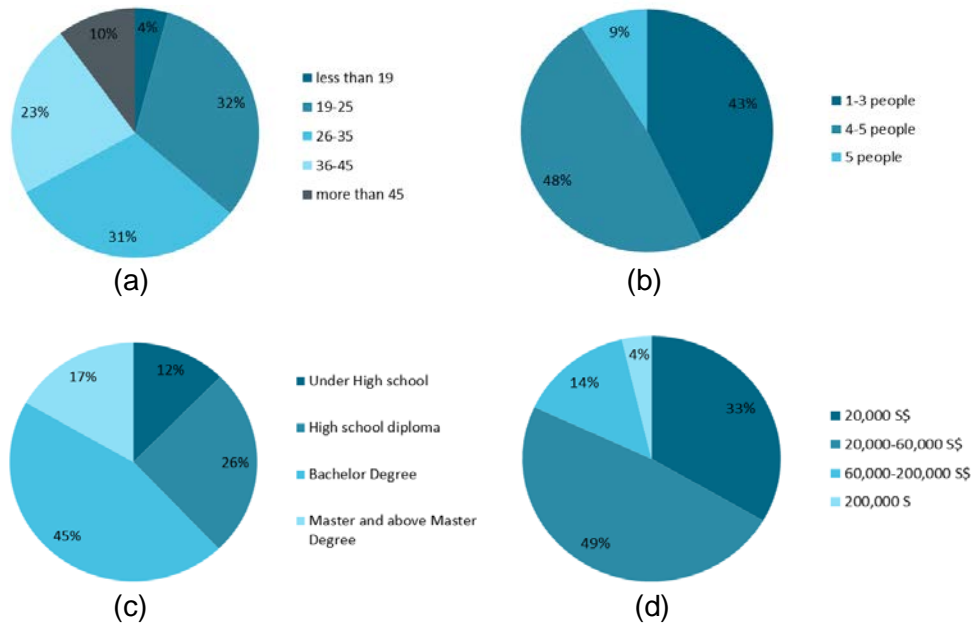 10%
4%
32%
31%
23%
less than 19
19-25
26-35
36-45
more than 45
(a)
9%
43%
48%
1-3 people
4-5 people
5 people
(b)
17%
12%
26%
45%
Under High school
High school diploma
Bachelor Degree
Master and above Master
Degree
(c)
4%
14%
33%
49%
20,000 S$
20,000-60,000 S$
60,000-200,000 S$
200,000 S
(d)